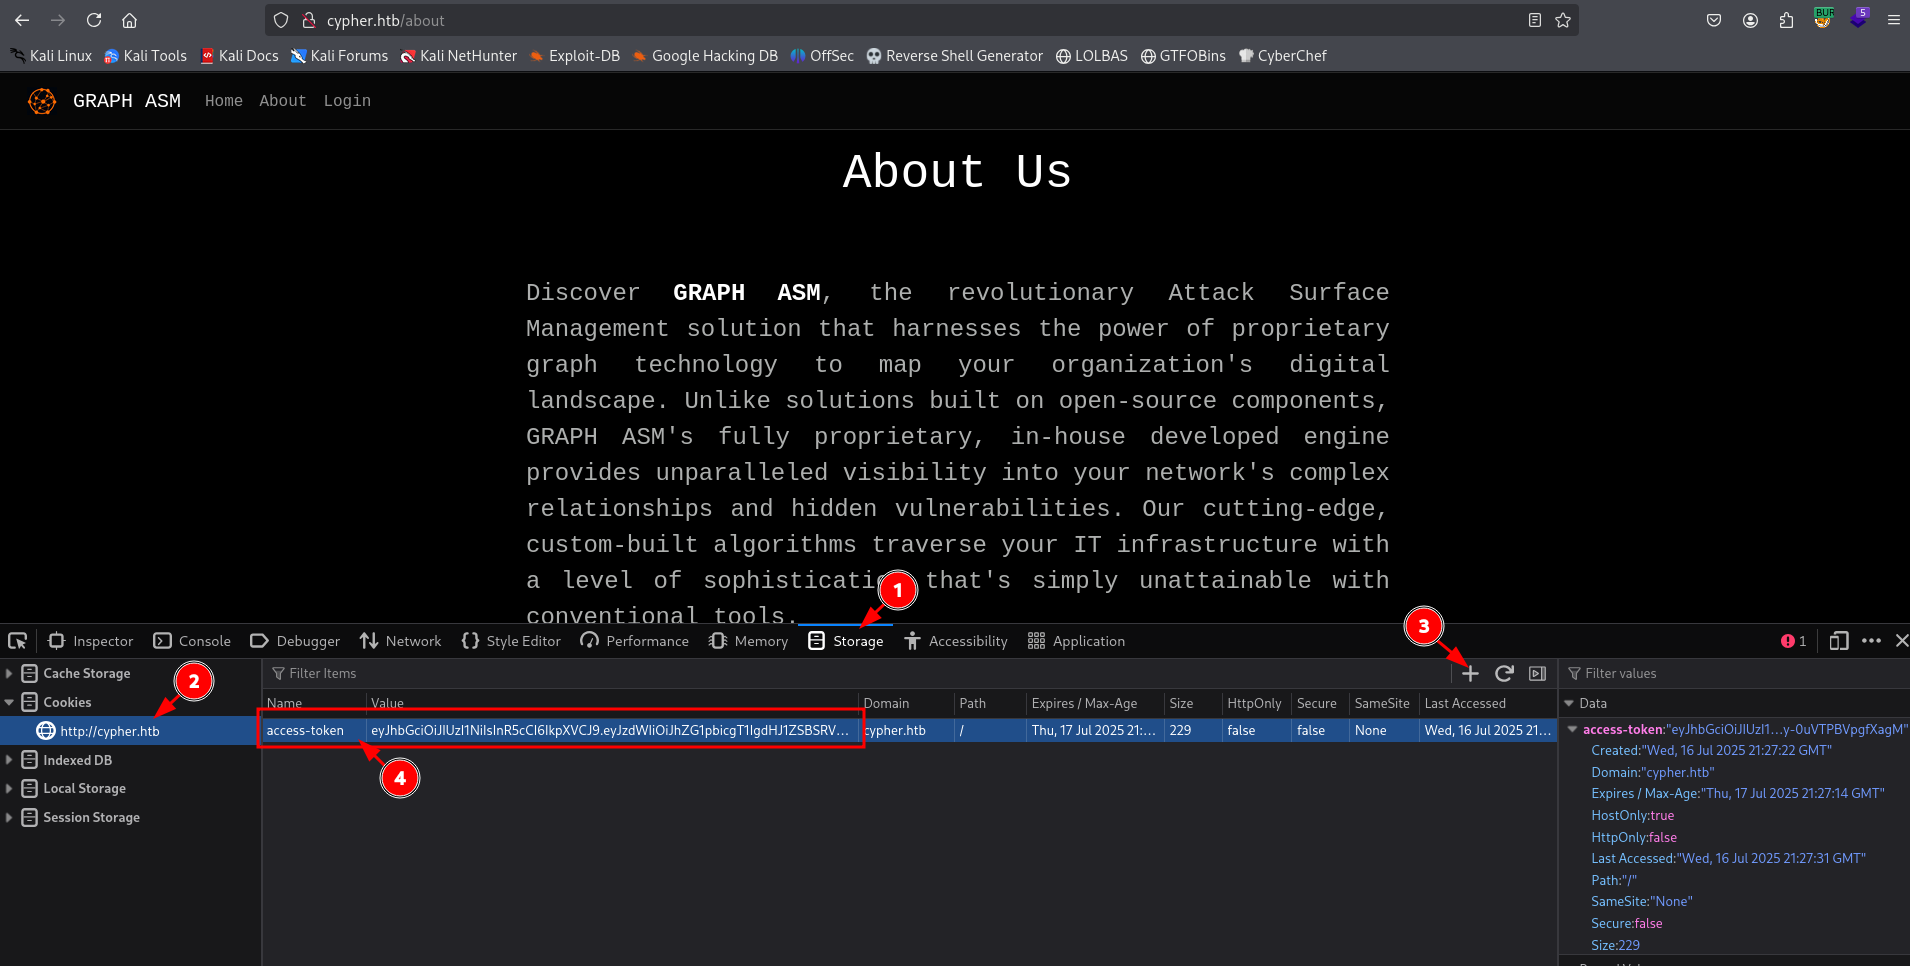 cypher.htb/about
BUR
5
Kali Linux Kali Tools Kali Docs Kali Forums Kali NetHunter Exploit-DB Google Hacking DB OffSec Reverse Shell Generator LOLBAS GTFOBins CyberChef
GRAPH ASM Home About Login
About Us
Discover GRAPH ASM, the revolutionary Attack Surface
Management solution that harnesses the power of proprietary
graph technology to map your organization's digital
landscape. Unlike solutions built on open-source components,
GRAPH ASM's fully proprietary, in-house developed engine
provides unparalleled visibility into your network's complex
relationships and hidden vulnerabilities. Our cutting-edge,
custom-built algorithms traverse your IT infrastructure with
a level of sophisticati that's simply unattainable with
conventional tools.
1
3
Inspector Console Debugger Network Style Editor Performance Memory Storage Accessibility Application 1
Cache Storage
Cookies
http://cypher.htb
Indexed DB
Local Storage
Session Storage
2
Filter Items
Name Value Domain Path Expires / Max-Age Size HttpOnly Secure SameSite Last Accessed
access-token cypher.htb / Thu, 17 Jul 2025 21:... 229 false false None Wed, 16 Jul 2025 21...
4
Filter values
Data
access-token:
Created:"Wed, 16 Jul 2025 21:27:22 GMT"
Domain:"cypher.htb"
Expires / Max-Age:"Thu, 17 Jul 2025 21:27:14 GMT"
HostOnly:true
HttpOnly:false
Last Accessed:"Wed, 16 Jul 2025 21:27:31 GMT"
Path:"/"
SameSite:"None"
Secure:false
Size:229